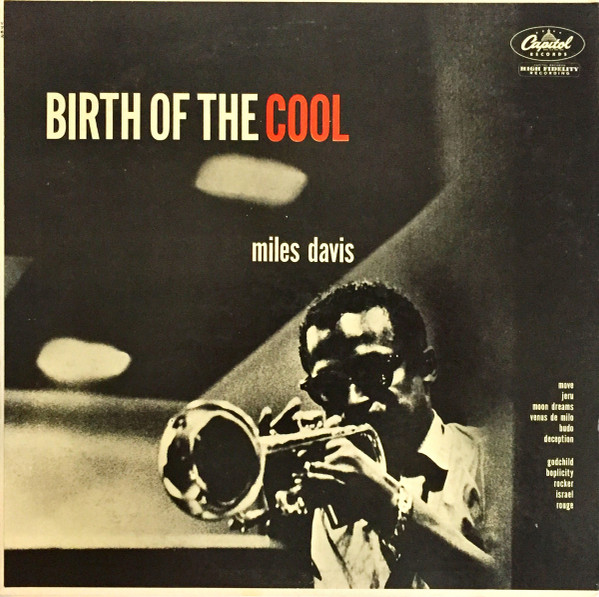 Capitol
RECORDS
HIGH FIDELITY
RECORDING
BIRTH OF THE COOL
miles davis
move
jeru
moon dreams
venus de milo
budo
deception
godchild
boplicity
rocker
israel
rouge